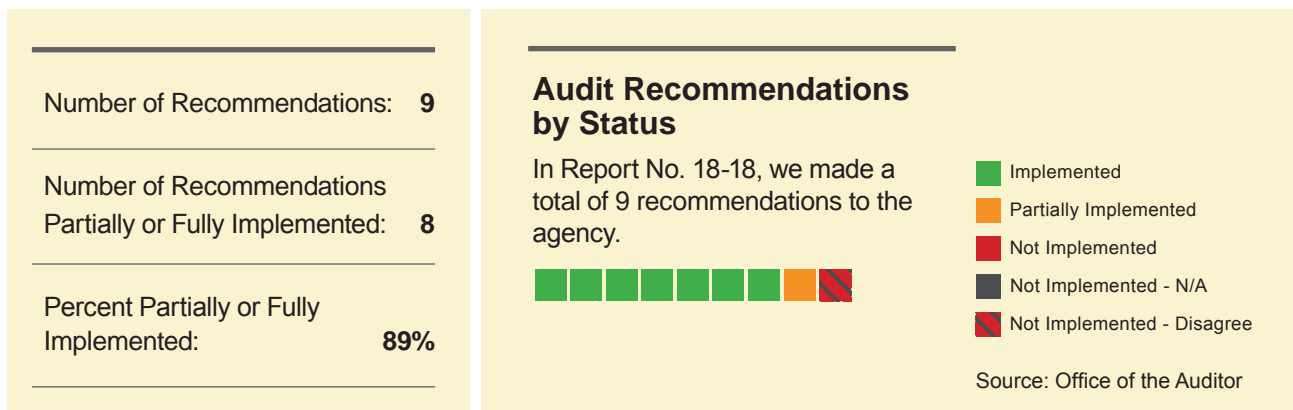 Number of Recommendations: 9
Number of Recommendations
Partially or Fully Implemented: 8
Percent Partially or Fully
Implemented: 89%
Audit Recommendations
by Status
In Report No. 18-18, we made a
total of 9 recommendations to the
agency.
Implemented
Partially Implemented
Not Implemented
Not Implemented - N/A
Not Implemented - Disagree
Source: Office of the Auditor